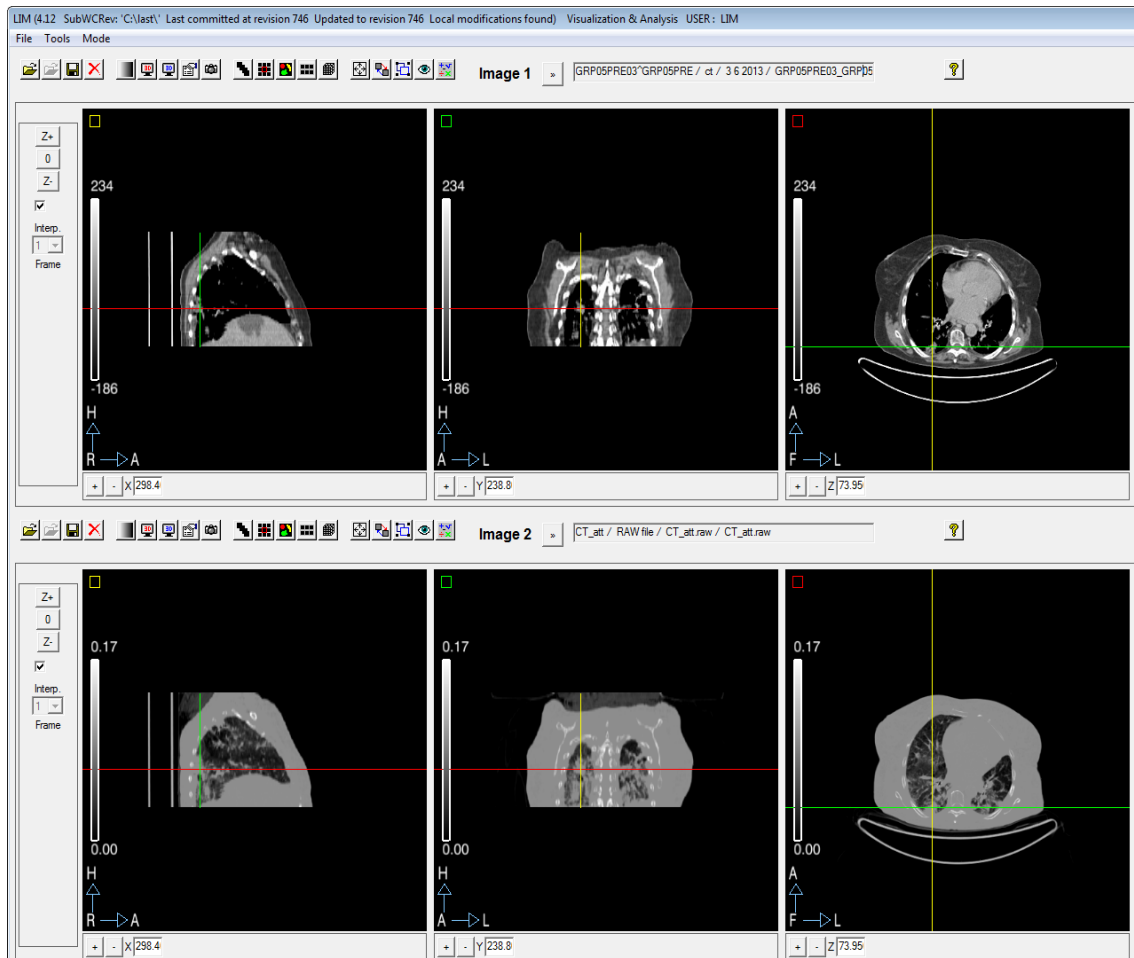 LIM (4.12 SubWCRev: 'C:\last\' Last committed at revision 746 Updated to revision 746 Local modifications found) Visualization & Analysis USER : LIM
File Tools Mode
Image 1 » GRP05PRE03^GRP05PRE / ct / 3 6 2013 / GRP05PRE03_GRP05 ?
Z+
0
Z-
Interp.
1
Frame
234 234 234
-186 -186 -186
H H A
R A A L F L
+ - X 298.4 + - Y 238.8 + - Z 73.95
Image 2 » CT_att / RAW file / CT_att.raw / CT_att.raw ?
Z+
0
Z-
Interp.
1
Frame
0.17 0.17 0.17
0.00 0.00 0.00
H H A
R A A L F L
+ - X 298.4 + - Y 238.8 + - Z 73.95